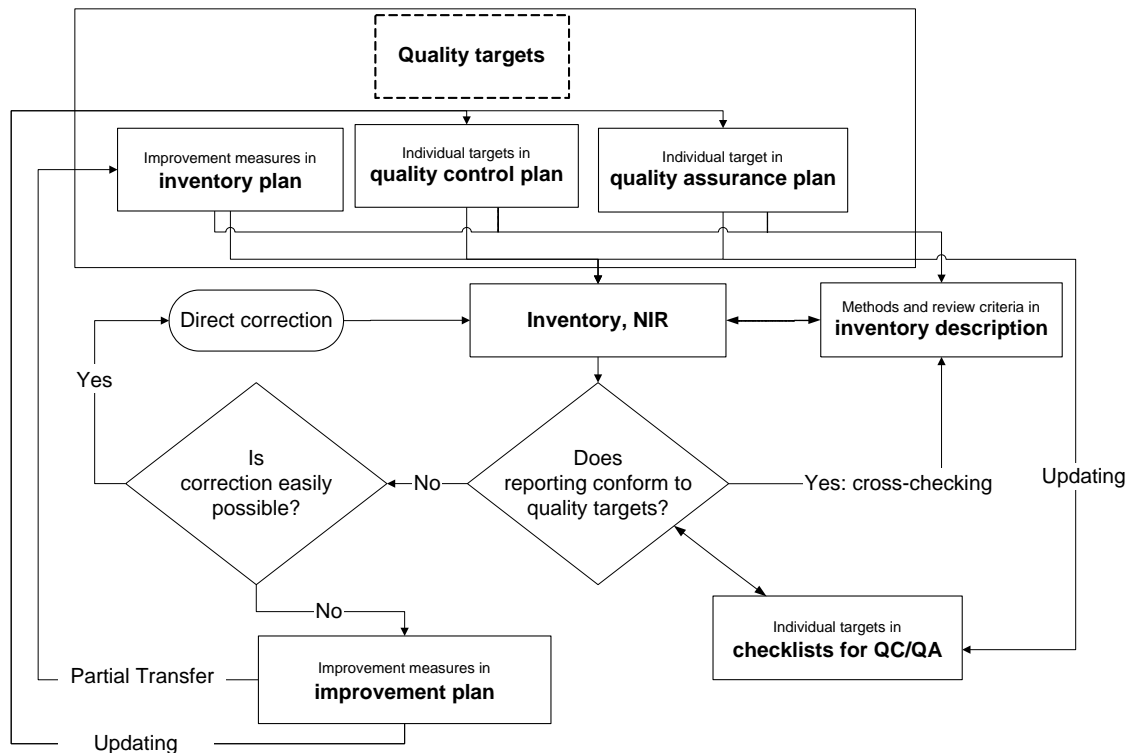 Quality targets
Improvement measures in
inventory plan
Individual targets in
quality control plan
Individual target in
quality assurance plan
Direct correction
Inventory, NIR
Methods and review criteria in
inventory description
Yes
Is
correction easily
possible?
No
Does
reporting conform to
quality targets?
Yes: cross-checking
Updating
No
Individual targets in
checklists for QC/QA
Partial Transfer
Improvement measures in
improvement plan
Updating